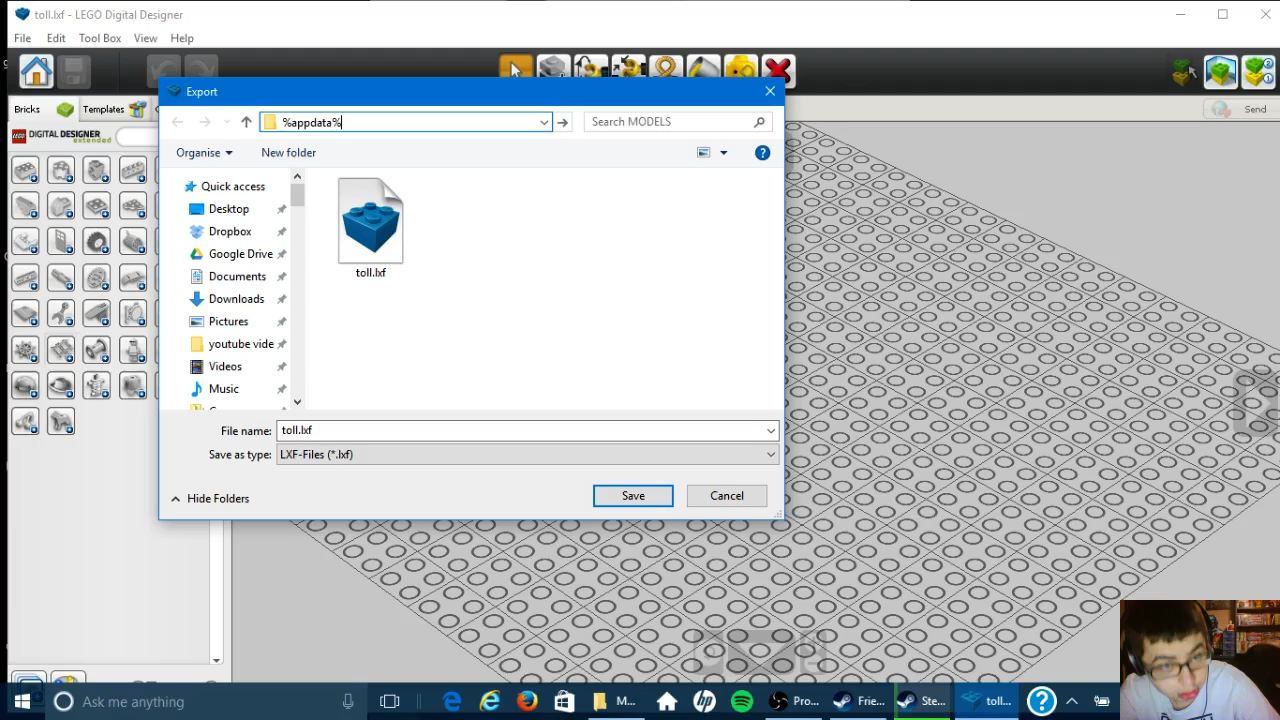 toll.lxf - LEGO Digital Designer
File Edit Tool Box View Help
Export
%appdata%
Search MODELS
Bricks Templates
Send
LEGO DIGITAL DESIGNER
extended
Organise New folder
Quick access
Desktop
Dropbox
Google Drive
Documents
Downloads
Pictures
youtube vide
Videos
Music
toll.lxf
File name: toll.lxf
Save as type: LXF-Files (*.lxf)
Hide Folders Save Cancel
Ask me anything
M...
hp
Pro...
Frie...
Ste...
toll...